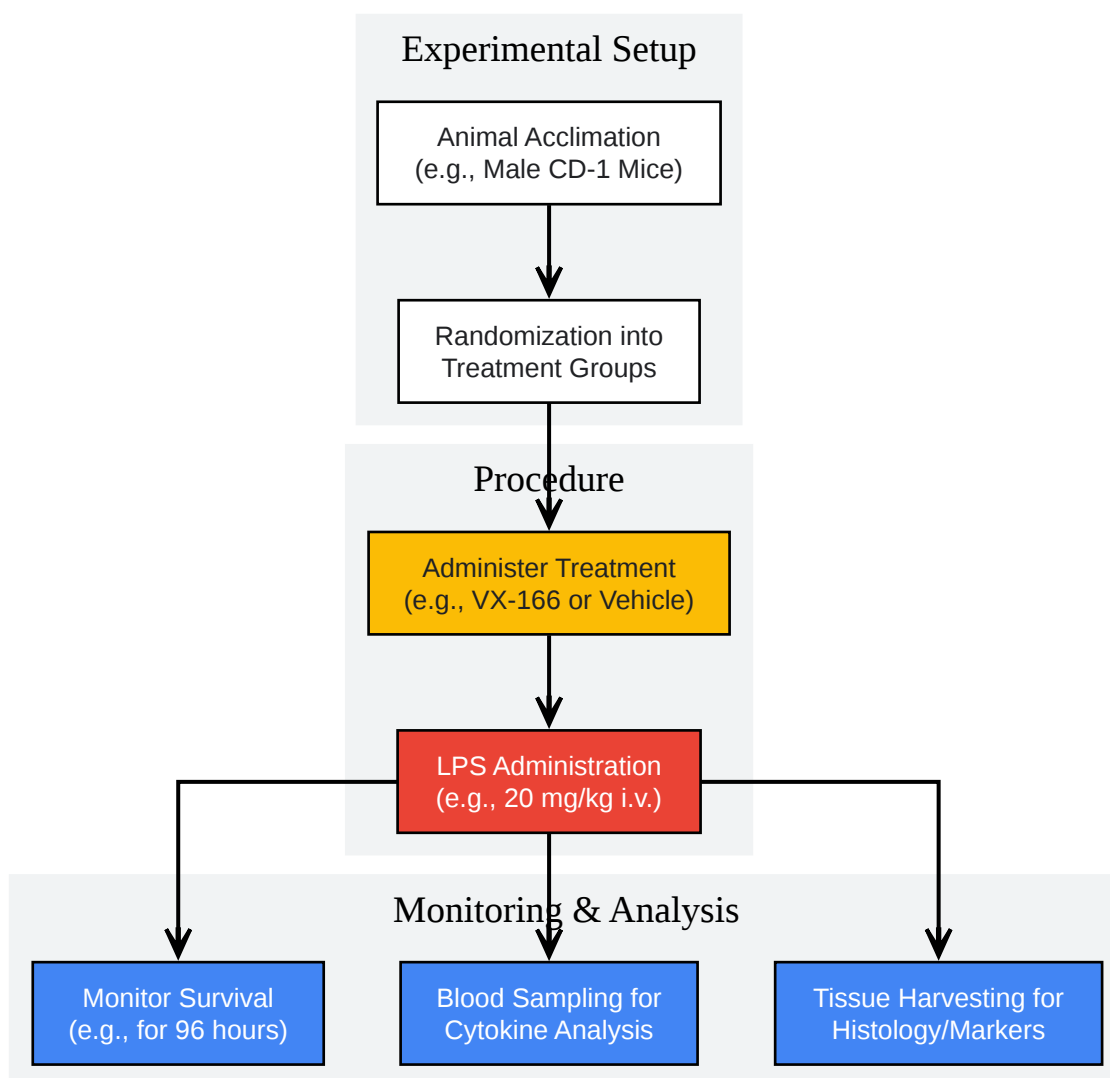 Experimental Setup
Animal Acclimation
(e.g., Male CD-1 Mice)
Randomization into
Treatment Groups
Procedure
Administer Treatment
(e.g., VX-166 or Vehicle)
LPS Administration
(e.g., 20 mg/kg i.v.)
Monitoring & Analysis
Monitor Survival
(e.g., for 96 hours)
Blood Sampling for
Cytokine Analysis
Tissue Harvesting for
Histology/Markers